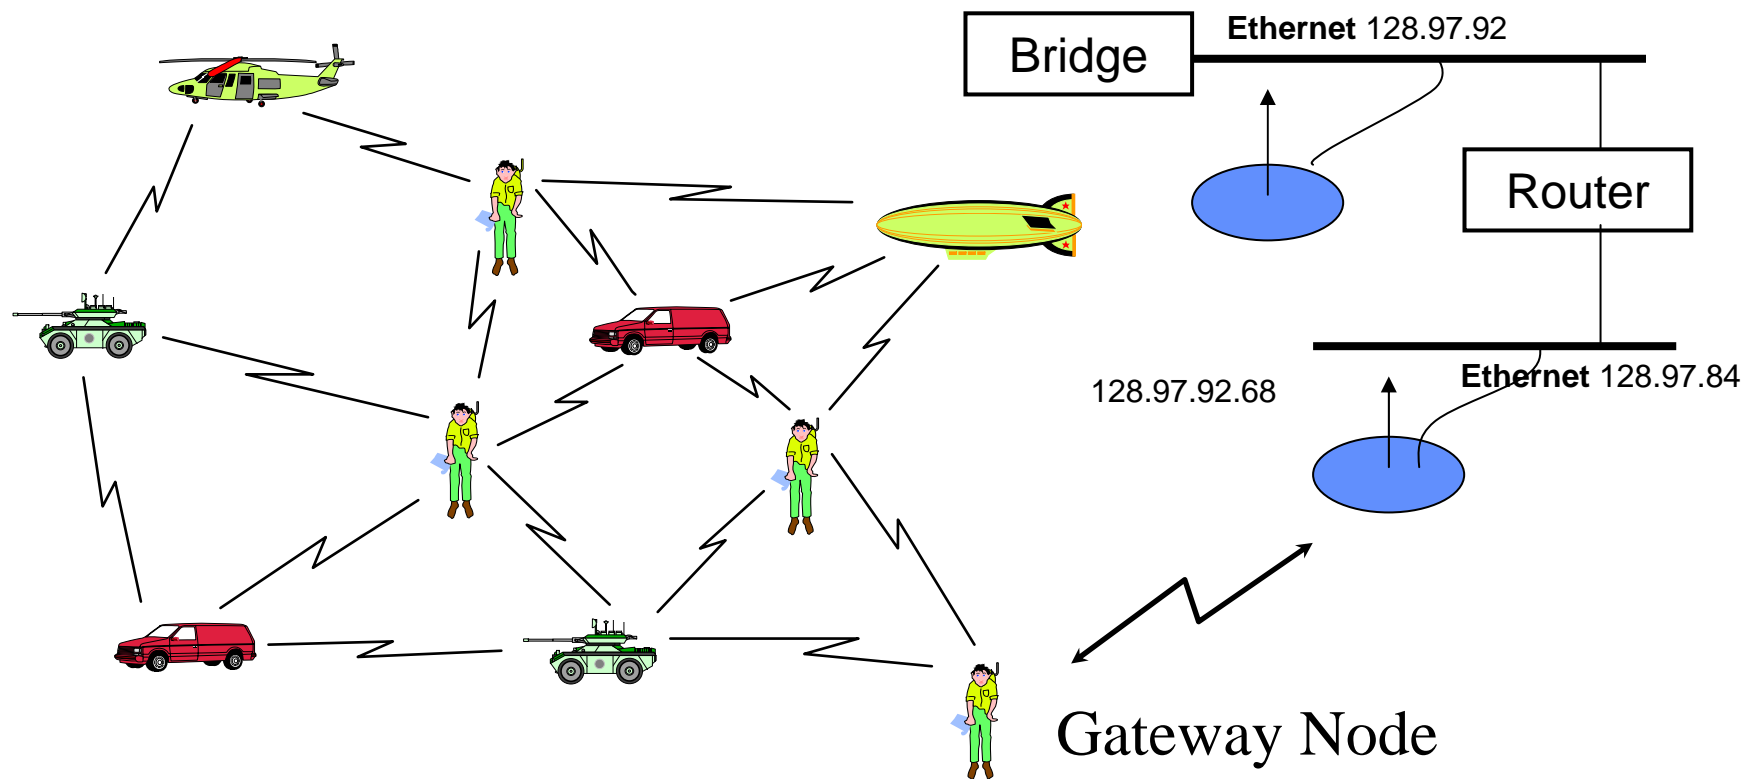 Ethernet 128.97.92
Bridge
Router
Ethernet 128.97.84
128.97.92.68
Gateway Node